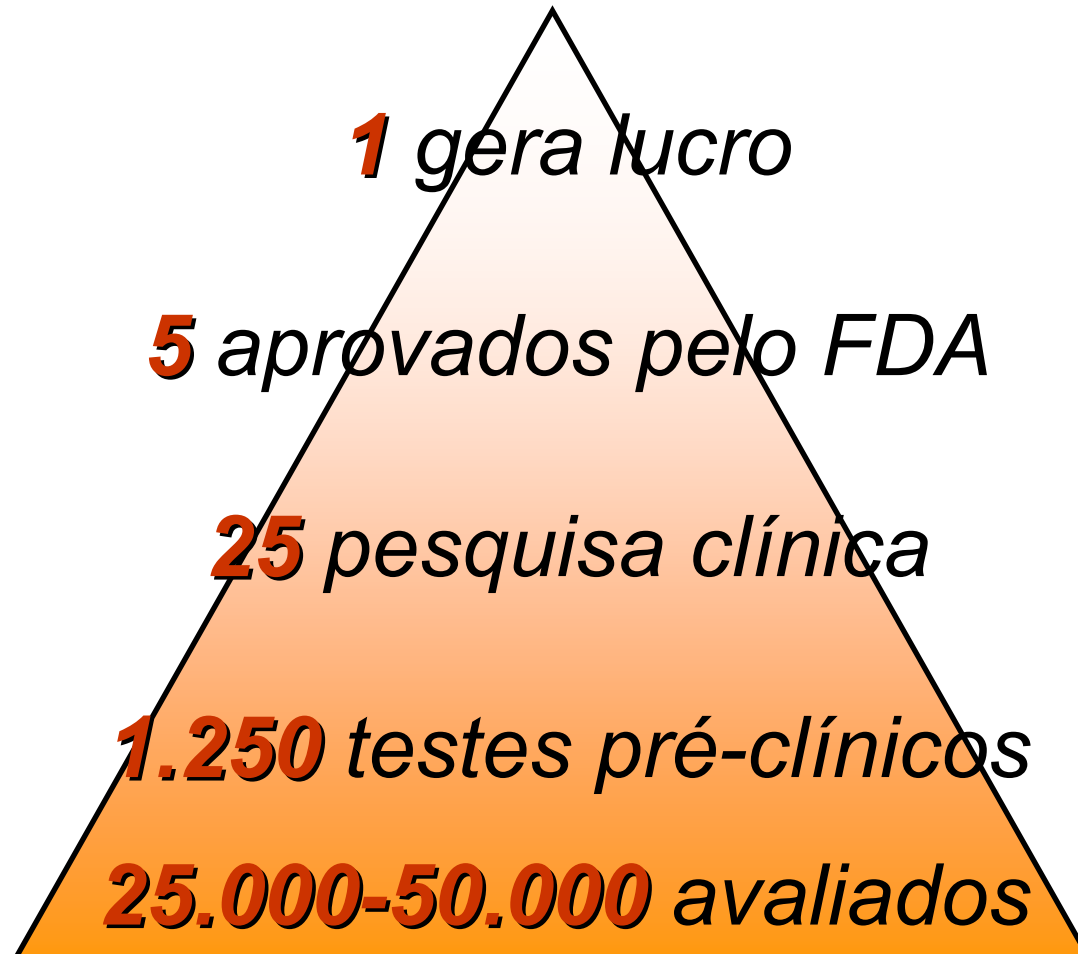 1 gera lucro
5 aprovados pelo FDA
25 pesquisa clínica
1.250 testes pré-clínicos
25.000-50.000 avaliados